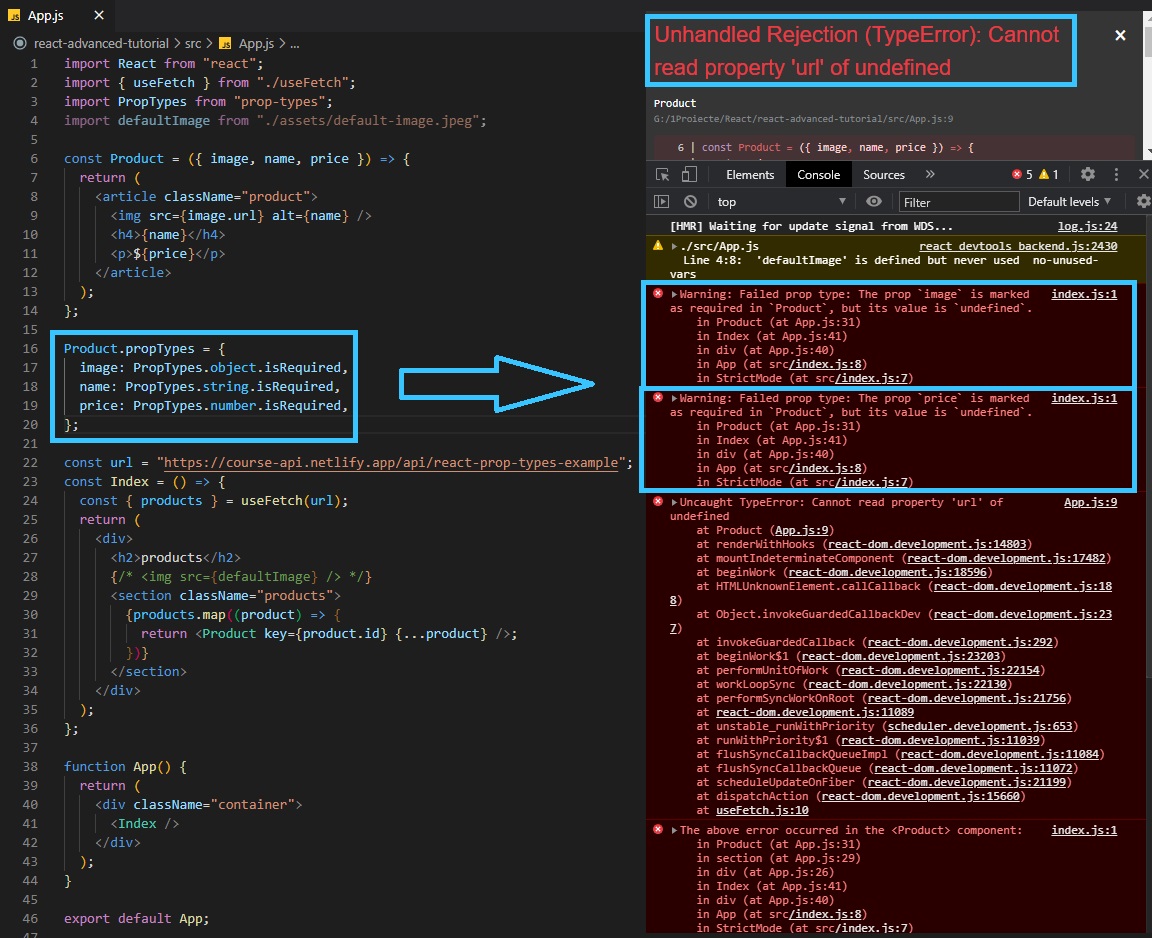 App.js
react-advanced-tutorial > src > App.js > ...
1 import React from "react";
2 import { useFetch } from "./useFetch";
3 import PropTypes from "prop-types";
4 import defaultImage from "./assets/default-image.jpeg";
5
6 const Product = ({ image, name, price }) => {
7 return (
8 <article className="product">
9 <img src={image.url} alt={name} />
10 <h4>{name}</h4>
11 <p>${price}</p>
12 </article>
13 );
14 };
15
16 Product.propTypes = {
17 image: PropTypes.object.isRequired,
18 name: PropTypes.string.isRequired,
19 price: PropTypes.number.isRequired,
20 };
21
22 const url = "https://course-api.netlify.app/api/react-prop-types-example";
23 const Index = () => {
24 const { products } = useFetch(url);
25 return (
26 <div>
27 <h2>products</h2>
28 {/* <img src={defaultImage} /> */}
29 <section className="products">
30 {products.map((product) => {
31 return <Product key={product.id} {...product} />;
32 })}
33 </section>
34 </div>
35 );
36 };
37
38 function App() {
39 return (
40 <div className="container">
41 <Index />
42 </div>
43 );
44 }
45
46 export default App;
47
Unhandled Rejection (TypeError): Cannot
read property 'url' of undefined
Product
G:/1Proiecte/React/react-advanced-tutorial/src/App.js:9
6 | const Product = ({ image, name, price }) => {
Elements Console Sources » 5 1
top Filter Default levels
[HMR] Waiting for update signal from WDS... log.js:24
./src/App.js react_devtools_backend.js:2430
Line 4:8: 'defaultImage' is defined but never used no-unused-
vars
Warning: Failed prop type: The prop `image` is marked index.js:1
as required in `Product`, but its value is `undefined`.
in Product (at App.js:31)
in Index (at App.js:41)
in div (at App.js:40)
in App (at src/index.js:8)
in StrictMode (at src/index.js:7)
Warning: Failed prop type: The prop `price` is marked index.js:1
as required in `Product`, but its value is `undefined`.
in Product (at App.js:31)
in Index (at App.js:41)
in div (at App.js:40)
in App (at src/index.js:8)
in StrictMode (at src/index.js:7)
Uncaught TypeError: Cannot read property 'url' of App.js:9
undefined
at Product (App.js:9)
at renderWithHooks (react-dom.development.js:14803)
at mountIndeterminateComponent (react-dom.development.js:17482)
at beginWork (react-dom.development.js:18596)
at HTMLUnknownElement.callCallback (react-dom.development.js:18
8)
at Object.invokeGuardedCallbackDev (react-dom.development.js:23
7)
at invokeGuardedCallback (react-dom.development.js:292)
at beginWork$1 (react-dom.development.js:23203)
at performUnitOfWork (react-dom.development.js:22154)
at workLoopSync (react-dom.development.js:22130)
at performSyncWorkOnRoot (react-dom.development.js:21756)
at react-dom.development.js:11089
at unstable_runWithPriority (scheduler.development.js:653)
at runWithPriority$1 (react-dom.development.js:11039)
at flushSyncCallbackQueueImpl (react-dom.development.js:11084)
at flushSyncCallbackQueue (react-dom.development.js:11072)
at scheduleUpdateOnFiber (react-dom.development.js:21199)
at dispatchAction (react-dom.development.js:15660)
at useFetch.js:10
The above error occurred in the <Product> component: index.js:1
in Product (at App.js:31)
in section (at App.js:29)
in div (at App.js:26)
in Index (at App.js:41)
in div (at App.js:40)
in App (at src/index.js:8)
in StrictMode (at src/index.js:7)